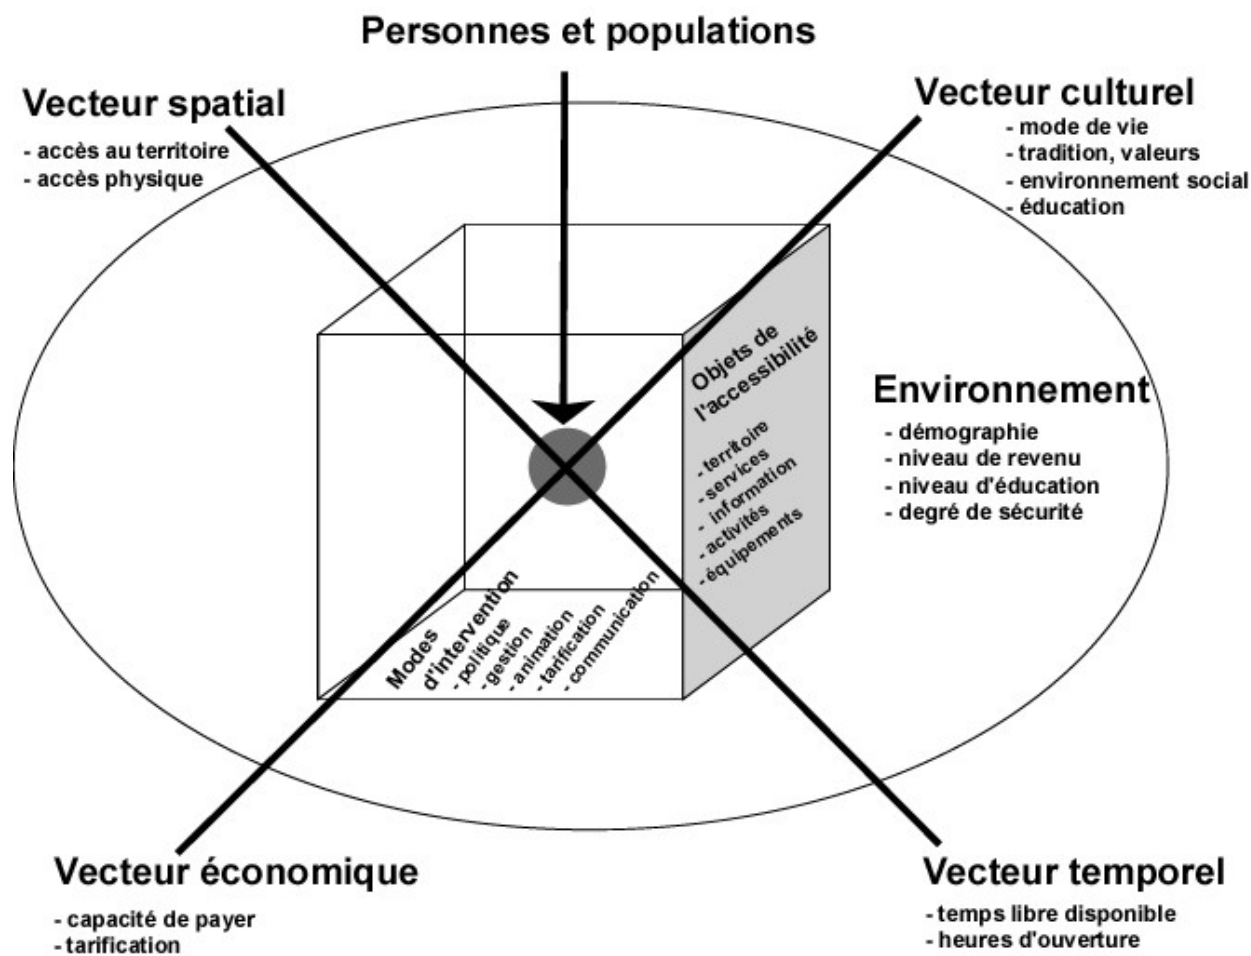 Personnes et populations
Vecteur spatial
- accès au territoire
- accès physique
Vecteur culturel
- mode de vie
- tradition, valeurs
- environnement social
- éducation
Objets de
l'accessibilité
- territoire
- services
- information
- activités
- équipements
Environnement
- démographie
- niveau de revenu
- niveau d'éducation
- degré de sécurité
Modes
d'intervention
- politique
- gestion
- animation
- tarification
- communication
Vecteur économique
- capacité de payer
- tarification
Vecteur temporel
- temps libre disponible
- heures d'ouverture